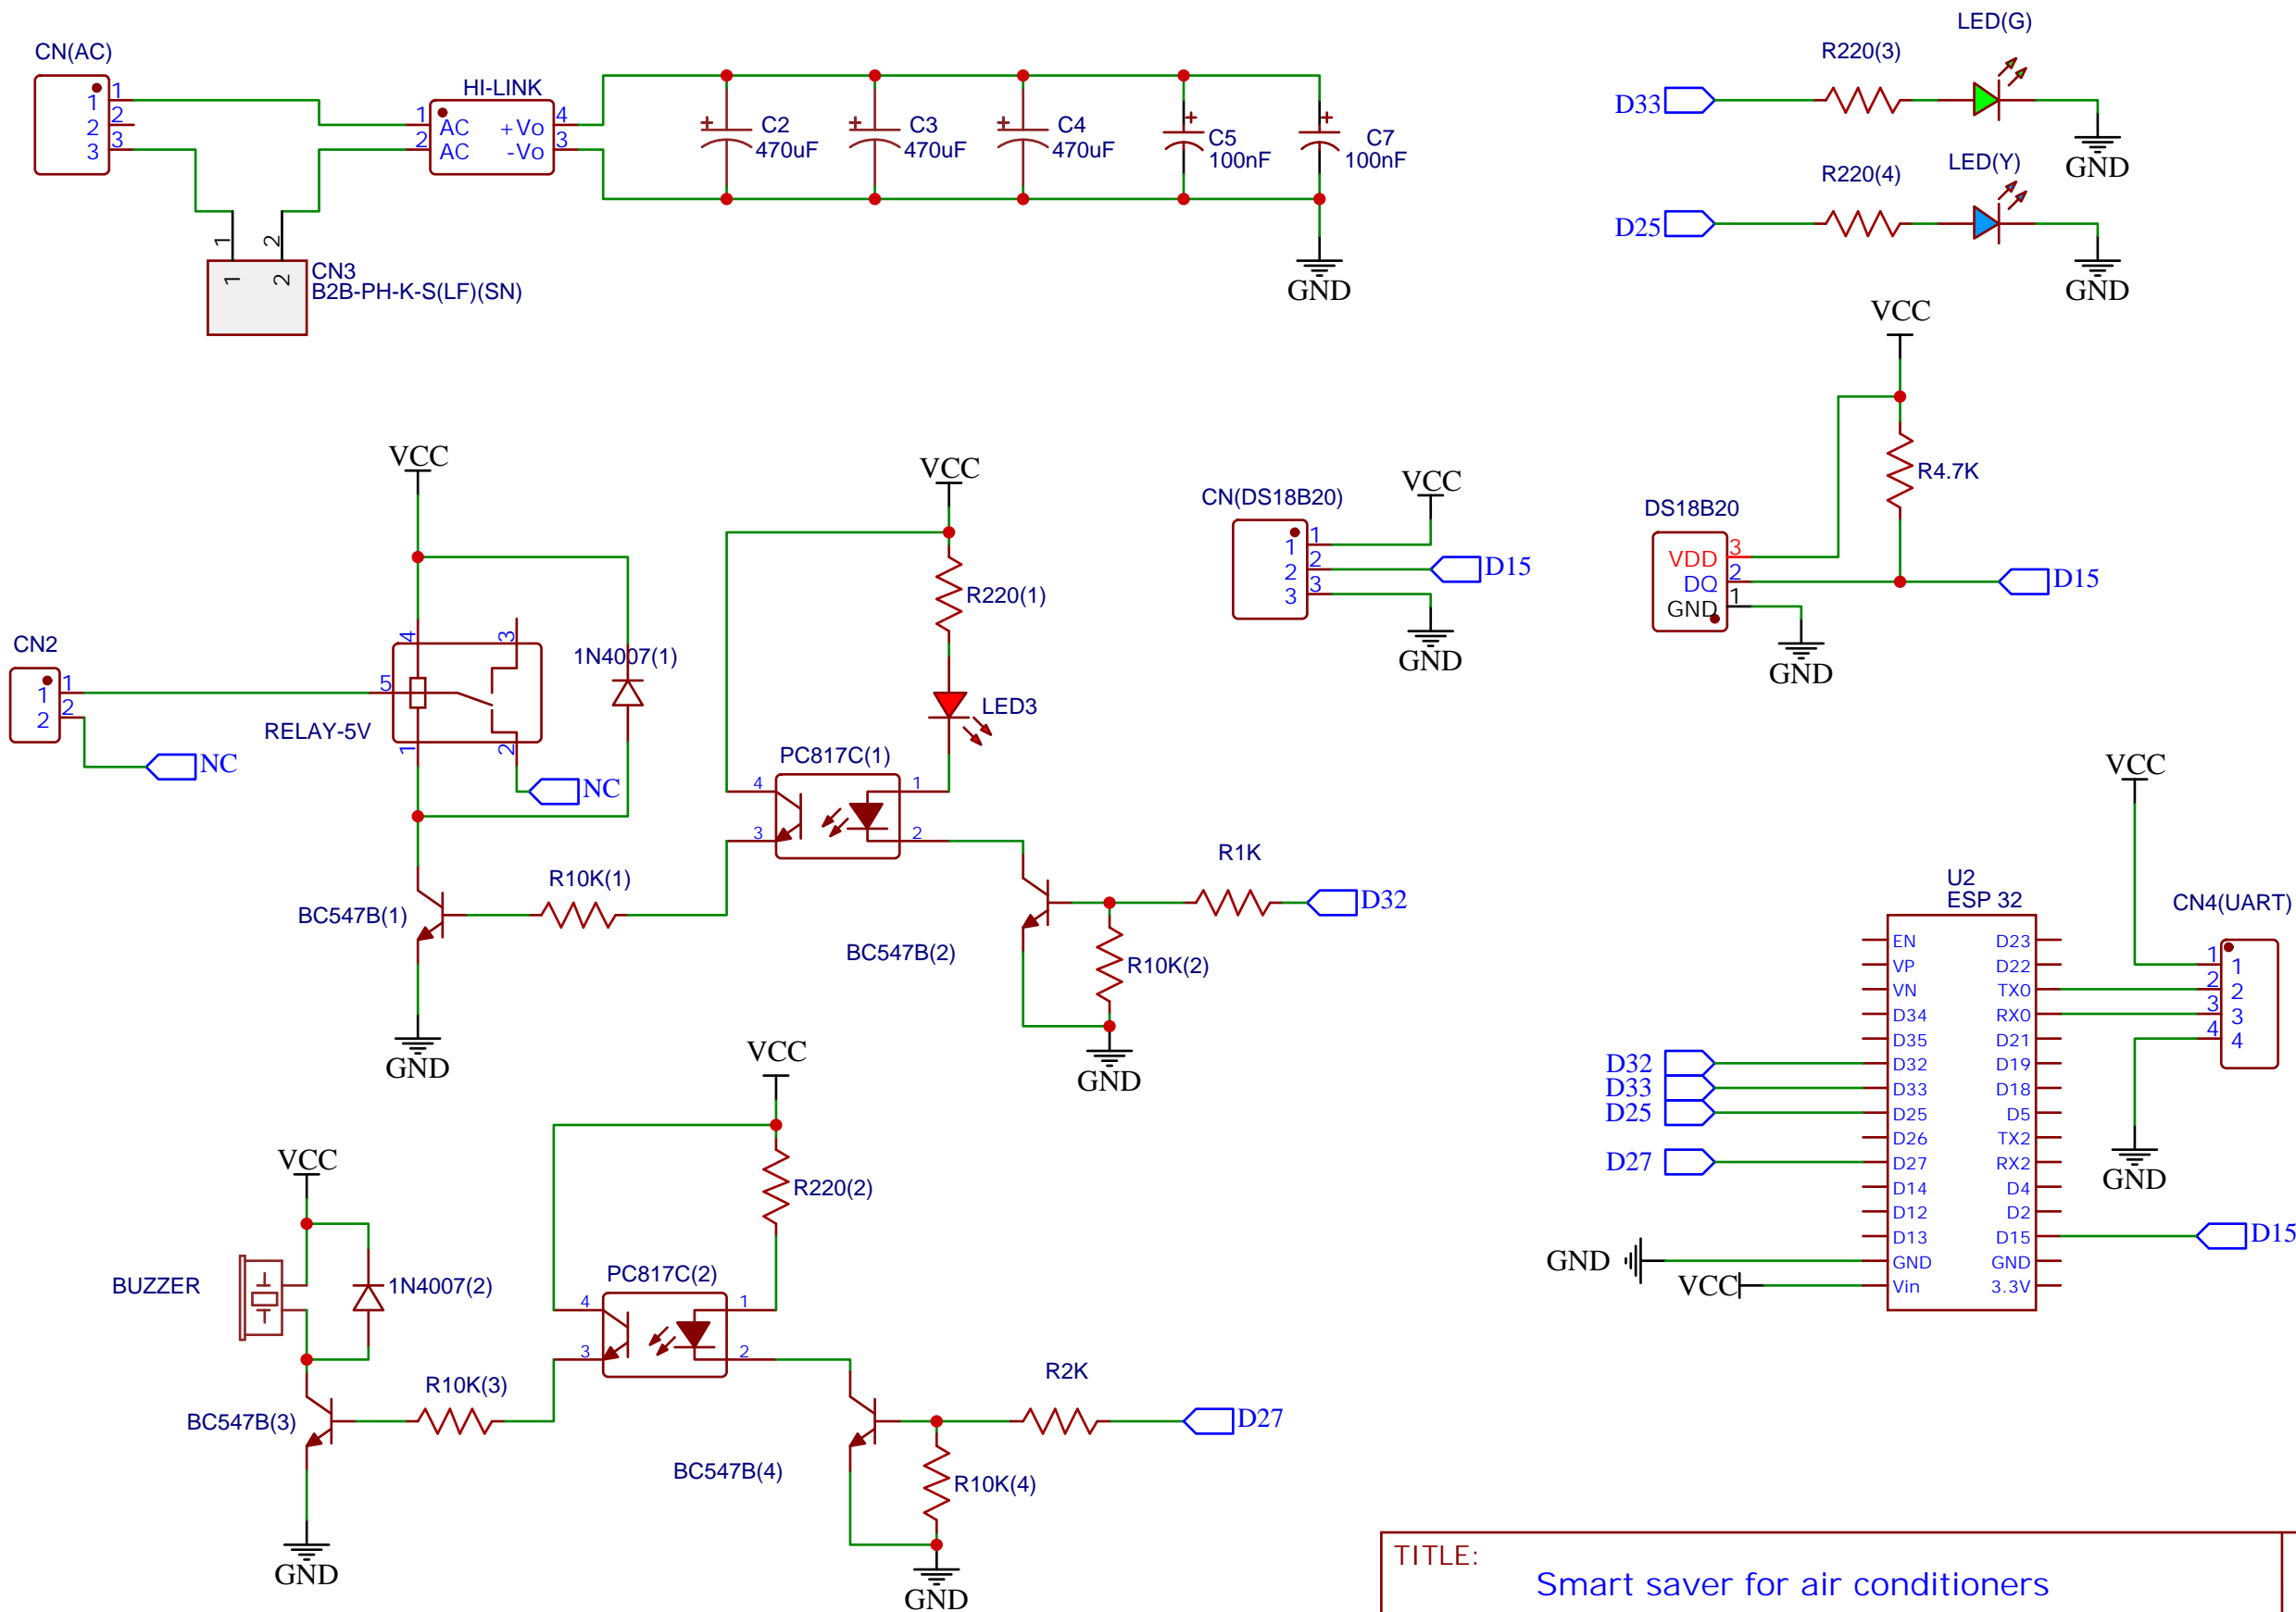 CN(AC)
1
2
3
1
2
3
HI-LINK
1
2
AC
AC
+Vo
-Vo
4
3
C2
470uF
C3
470uF
C4
470uF
C5
100nF
C7
100nF
GND
1
2
1
2
CN3
B2B-PH-K-S(LF)(SN)
LED(G)
R220(3)
D33
GND
LED(Y)
R220(4)
D25
GND
VCC
R4.7K
DS18B20
VDD
DQ
GND
3
2
1
D15
GND
CN(DS18B20)
VCC
1
2
3
1
2
3
D15
GND
VCC
CN2
1
2
1
2
NC
5
4
3
1
2
RELAY-5V
NC
1N4007(1)
BC547B(1)
R10K(1)
GND
VCC
R220(1)
LED3
PC817C(1)
4
3
1
2
BC547B(2)
R1K
D32
R10K(2)
GND
VCC
BUZZER
1N4007(2)
BC547B(3)
R10K(3)
GND
VCC
R220(2)
PC817C(2)
4
3
1
2
BC547B(4)
R2K
D27
R10K(4)
GND
VCC
U2
ESP 32
CN4(UART)
EN
VP
VN
D34
D35
D32
D33
D25
D26
D27
D14
D12
D13
GND
Vin
D23
D22
TX0
RX0
D21
D19
D18
D5
TX2
RX2
D4
D2
D15
GND
3.3V
1
2
3
4
1
2
3
4
D32
D33
D25
D27
GND
VCC
GND
D15
TITLE:
Smart saver for air conditioners